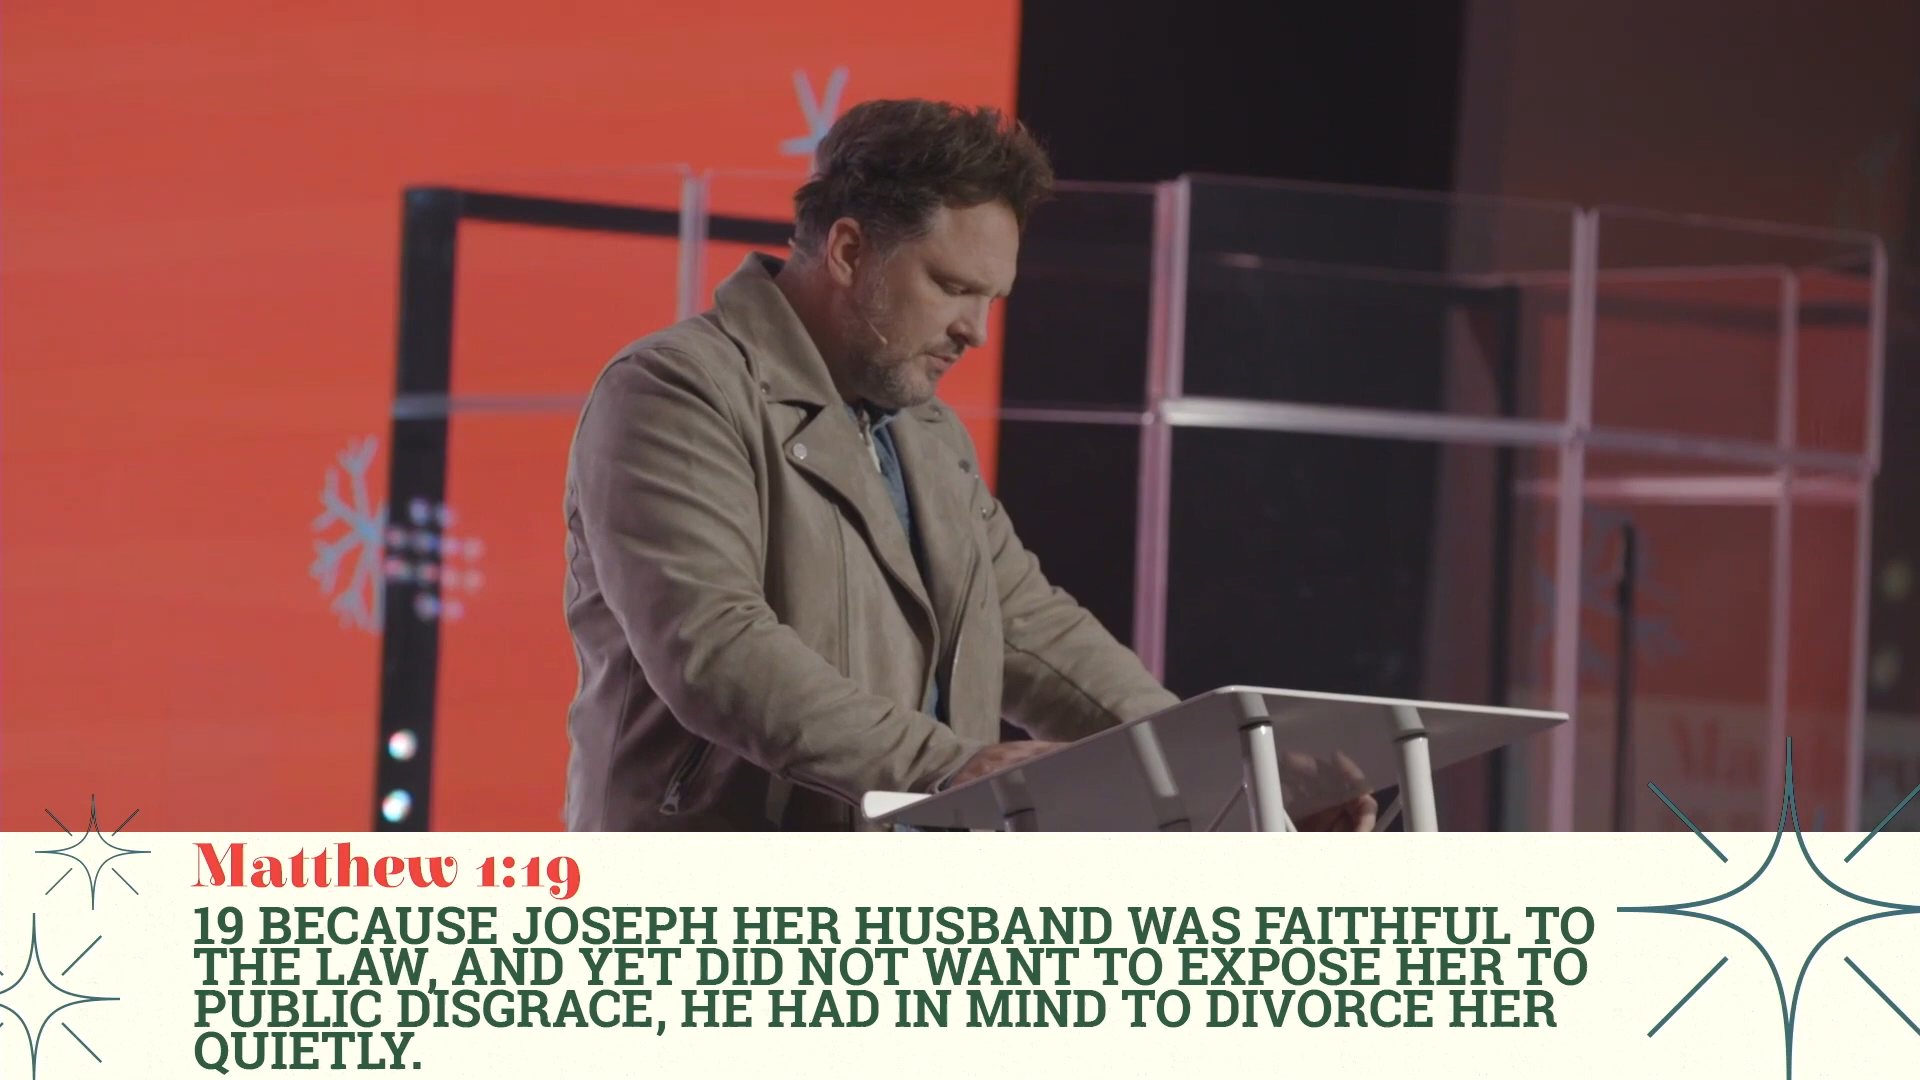 Matthew 1:19
19 BECAUSE JOSEPH HER HUSBAND WAS FAITHFUL TO
THE LAW, AND YET DID NOT WANT TO EXPOSE HER TO
PUBLIC DISGRACE, HE HAD IN MIND TO DIVORCE HER
QUIETLY.